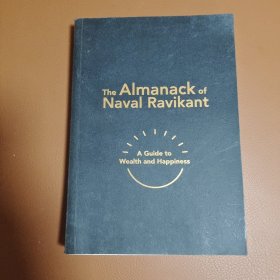 The Almanack of
Naval Ravikant
A Guide to
Wealth and Happiness